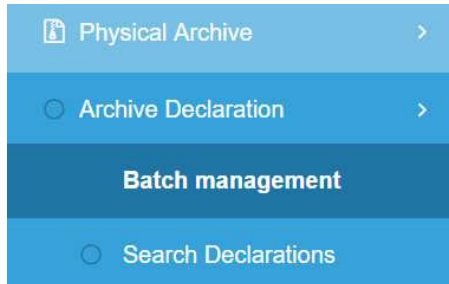 Physical Archive
Archive Declaration
Batch management
Search Declarations